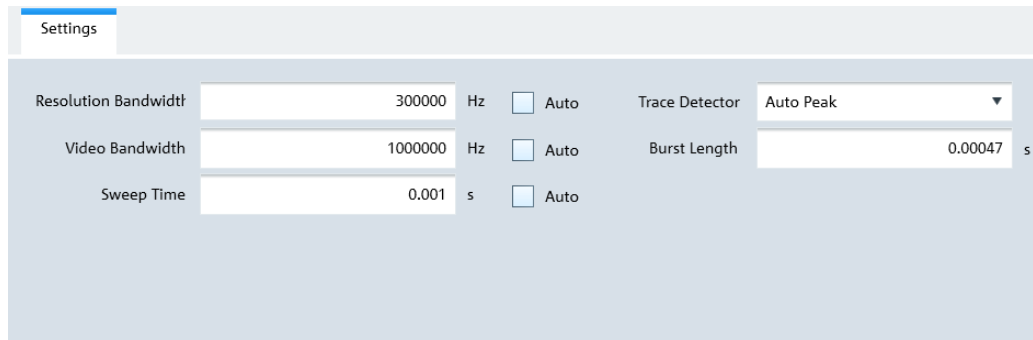 Settings
Resolution Bandwidth 300000 Hz Auto Trace Detector Auto Peak
Video Bandwidth 1000000 Hz Auto Burst Length 0.00047 s
Sweep Time 0.001 s Auto